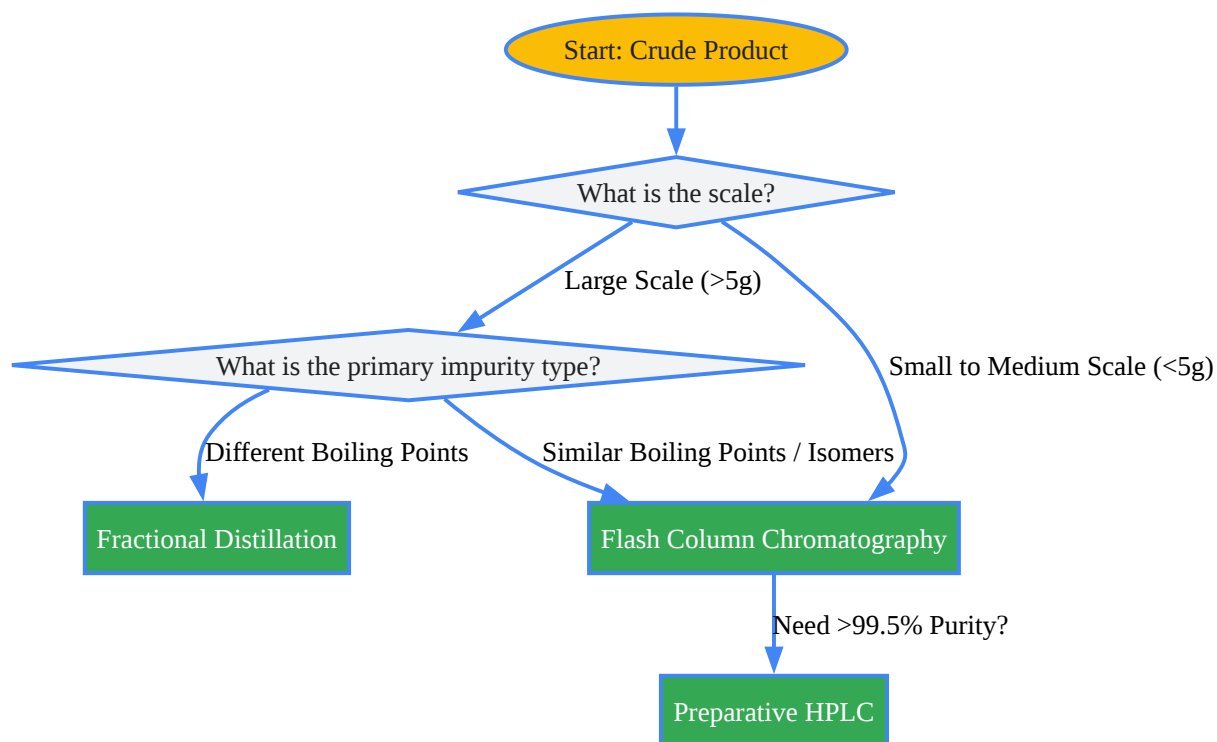 Start: Crude Product
What is the scale?
Large Scale (>5g)
What is the primary impurity type?
Small to Medium Scale (<5g)
Different Boiling Points
Similar Boiling Points / Isomers
Fractional Distillation
Flash Column Chromatography
Need >99.5% Purity?
Preparative HPLC